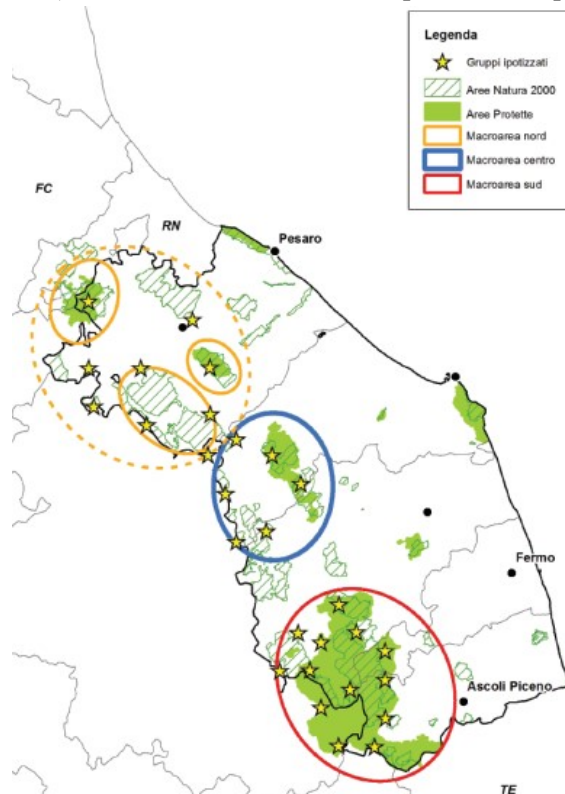 Legenda
Gruppi ipotizzati
Aree Natura 2000
Aree Protette
Macroarea nord
Macroarea centro
Macroarea sud
FC
RN
Pesaro
Fermo
Ascoli Piceno
TE